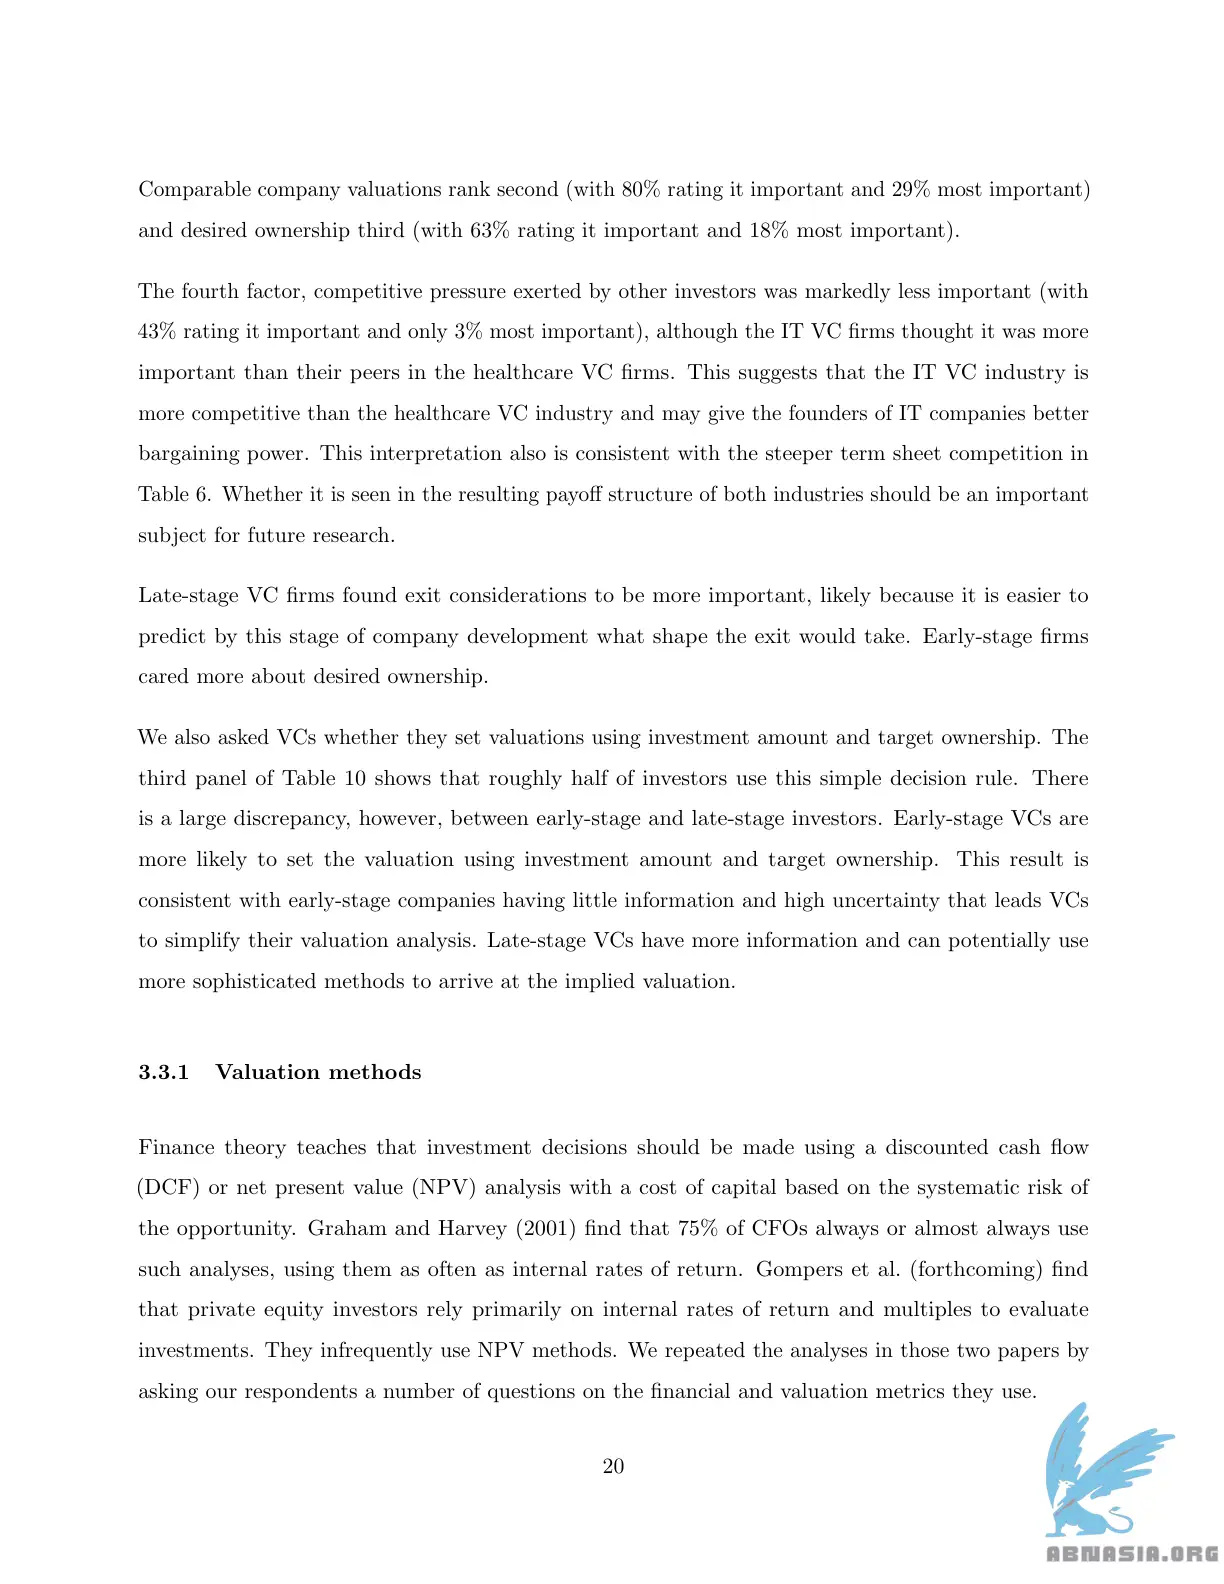 Comparable company valuations rank second (with 80% rating it important and 29% most important)
and desired ownership third (with 63% rating it important and 18% most important).
The fourth factor, competitive pressure exerted by other investors was markedly less important (with
43% rating it important and only 3% most important), although the IT VC firms thought it was more
important than their peers in the healthcare VC firms. This suggests that the IT VC industry is
more competitive than the healthcare VC industry and may give the founders of IT companies better
bargaining power. This interpretation also is consistent with the steeper term sheet competition in
Table 6. Whether it is seen in the resulting payoff structure of both industries should be an important
subject for future research.
Late-stage VC firms found exit considerations to be more important, likely because it is easier to
predict by this stage of company development what shape the exit would take. Early-stage firms
cared more about desired ownership.
We also asked VCs whether they set valuations using investment amount and target ownership. The
third panel of Table 10 shows that roughly half of investors use this simple decision rule. There
is a large discrepancy, however, between early-stage and late-stage investors. Early-stage VCs are
more likely to set the valuation using investment amount and target ownership. This result is
consistent with early-stage companies having little information and high uncertainty that leads VCs
to simplify their valuation analysis. Late-stage VCs have more information and can potentially use
more sophisticated methods to arrive at the implied valuation.
3.3.1 Valuation methods
Finance theory teaches that investment decisions should be made using a discounted cash flow
(DCF) or net present value (NPV) analysis with a cost of capital based on the systematic risk of
the opportunity. Graham and Harvey (2001) find that 75% of CFOs always or almost always use
such analyses, using them as often as internal rates of return. Gompers et al. (forthcoming) find
that private equity investors rely primarily on internal rates of return and multiples to evaluate
investments. They infrequently use NPV methods. We repeated the analyses in those two papers by
asking our respondents a number of questions on the financial and valuation metrics they use.
20
ABNASIA.ORG